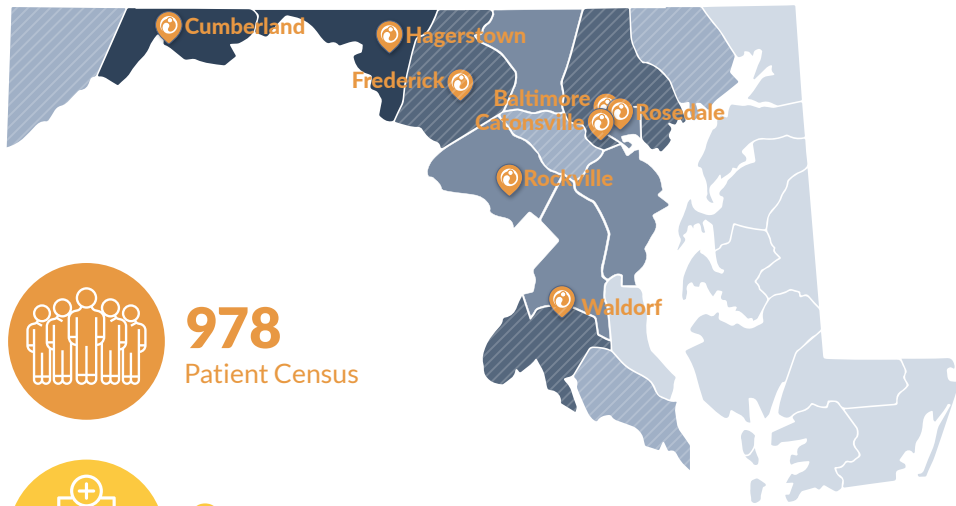 Cumberland
Hagerstown
Frederick
Baltimore
Rosedale
Catonsville
Rockville
Waldorf
978
Patient Census